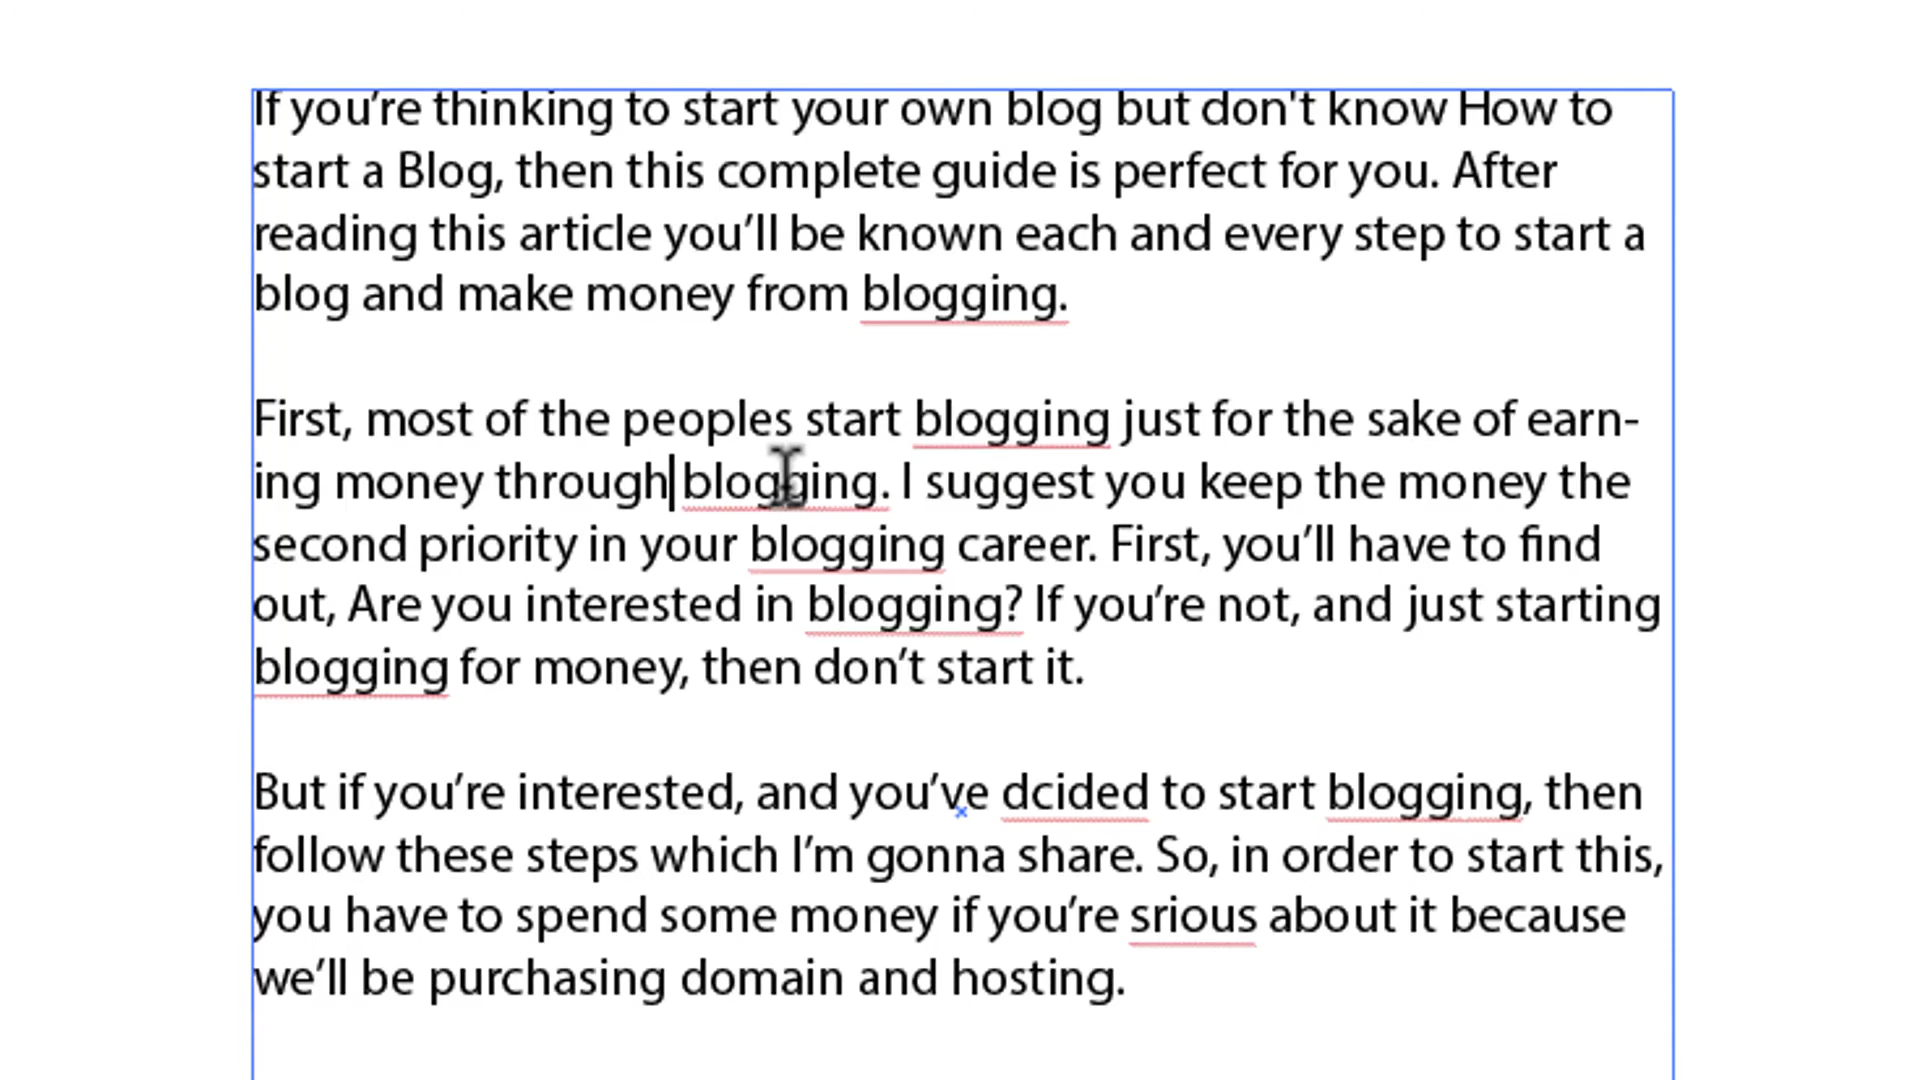 If you’re thinking to start your own blog but don't know How to
start a Blog, then this complete guide is perfect for you. After
reading this article you’ll be known each and every step to start a
blog and make money from blogging.
First, most of the peoples start blogging just for the sake of earn-
ing money through blogging. I suggest you keep the money the
second priority in your blogging career. First, you’ll have to find
out, Are you interested in blogging? If you’re not, and just starting
blogging for money, then don’t start it.
But if you’re interested, and you’ve dcided to start blogging, then
follow these steps which I’m gonna share. So, in order to start this,
you have to spend some money if you’re srious about it because
we’ll be purchasing domain and hosting.